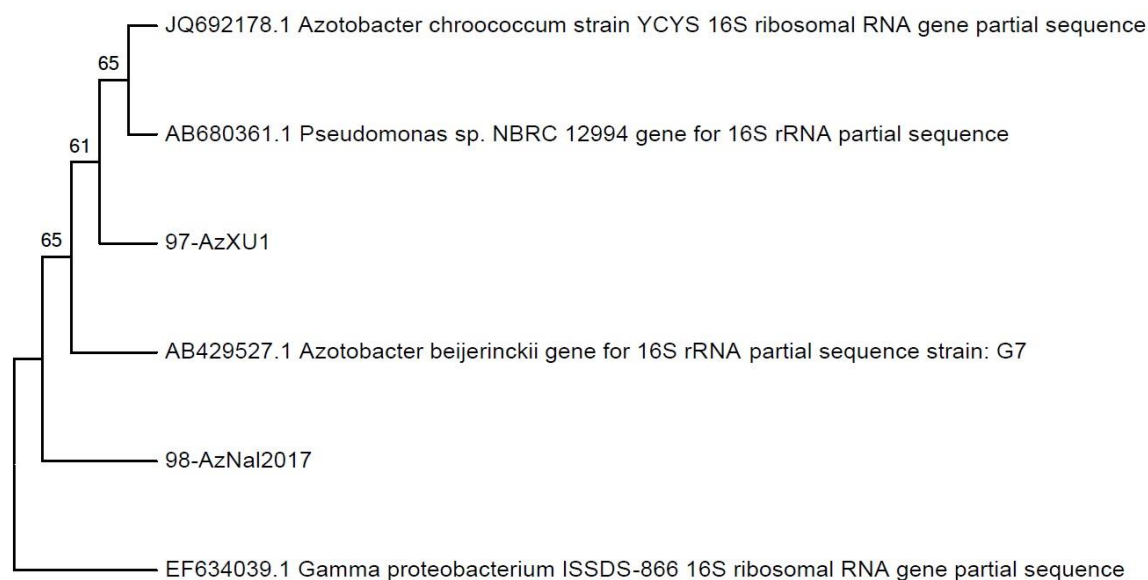 JQ692178.1 Azotobacter chroococcum strain YCYS 16S ribosomal RNA gene partial sequence
65
AB680361.1 Pseudomonas sp. NBRC 12994 gene for 16S rRNA partial sequence
61
97-AzXU1
65
AB429527.1 Azotobacter beijerinckii gene for 16S rRNA partial sequence strain: G7
98-AzNal2017
EF634039.1 Gamma proteobacterium ISSDS-866 16S ribosomal RNA gene partial sequence